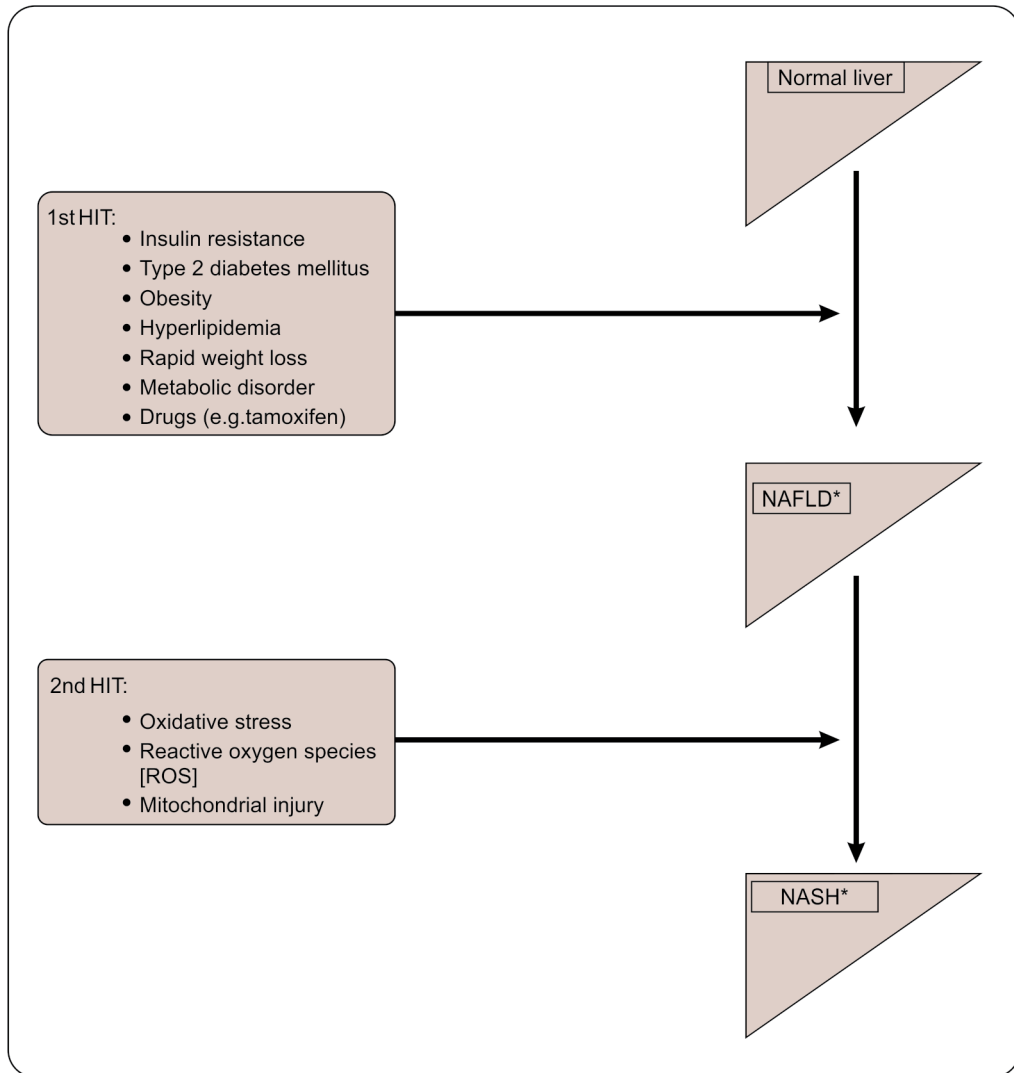 Normal liver
1st HIT:
• Insulin resistance
• Type 2 diabetes mellitus
• Obesity
• Hyperlipidemia
• Rapid weight loss
• Metabolic disorder
• Drugs (e.g.tamoxifen)
NAFLD*
2nd HIT:
• Oxidative stress
• Reactive oxygen species
[ROS]
• Mitochondrial injury
NASH*